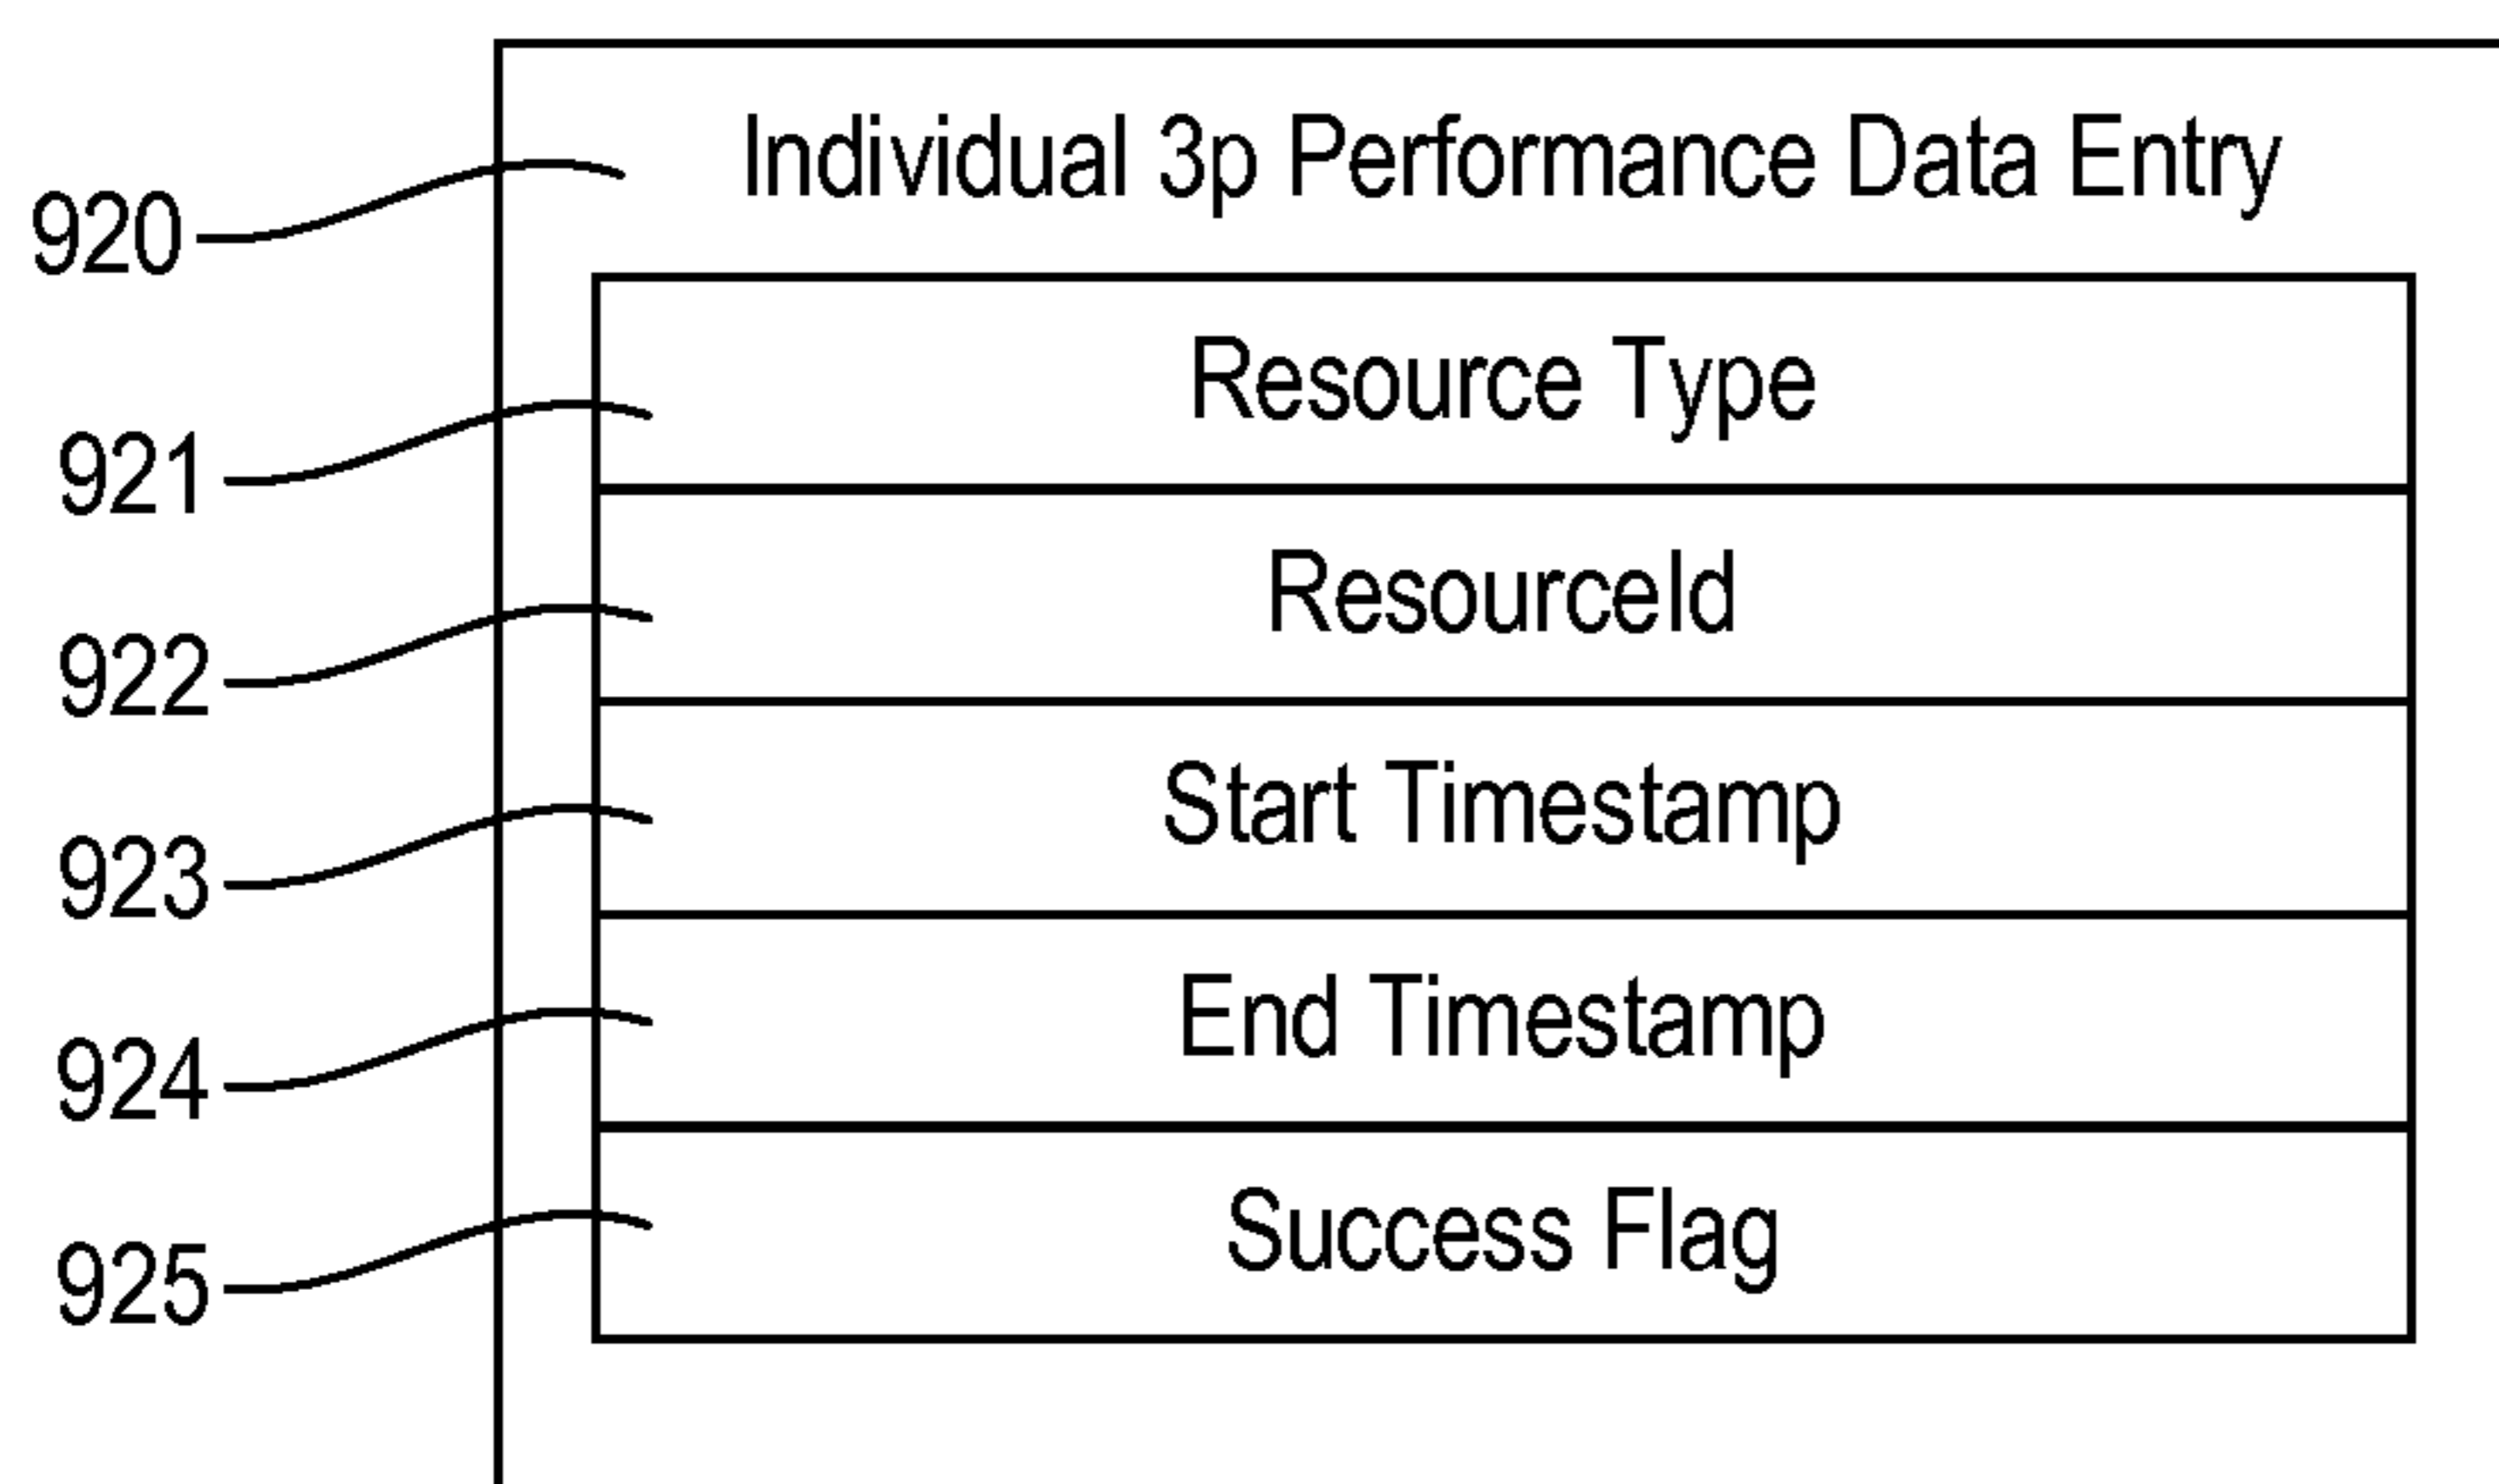 Individual 3p Performance Data Entry
920
Resource Type
921
ResourceId
922
Start Timestamp
923
End Timestamp
924
Success Flag
925